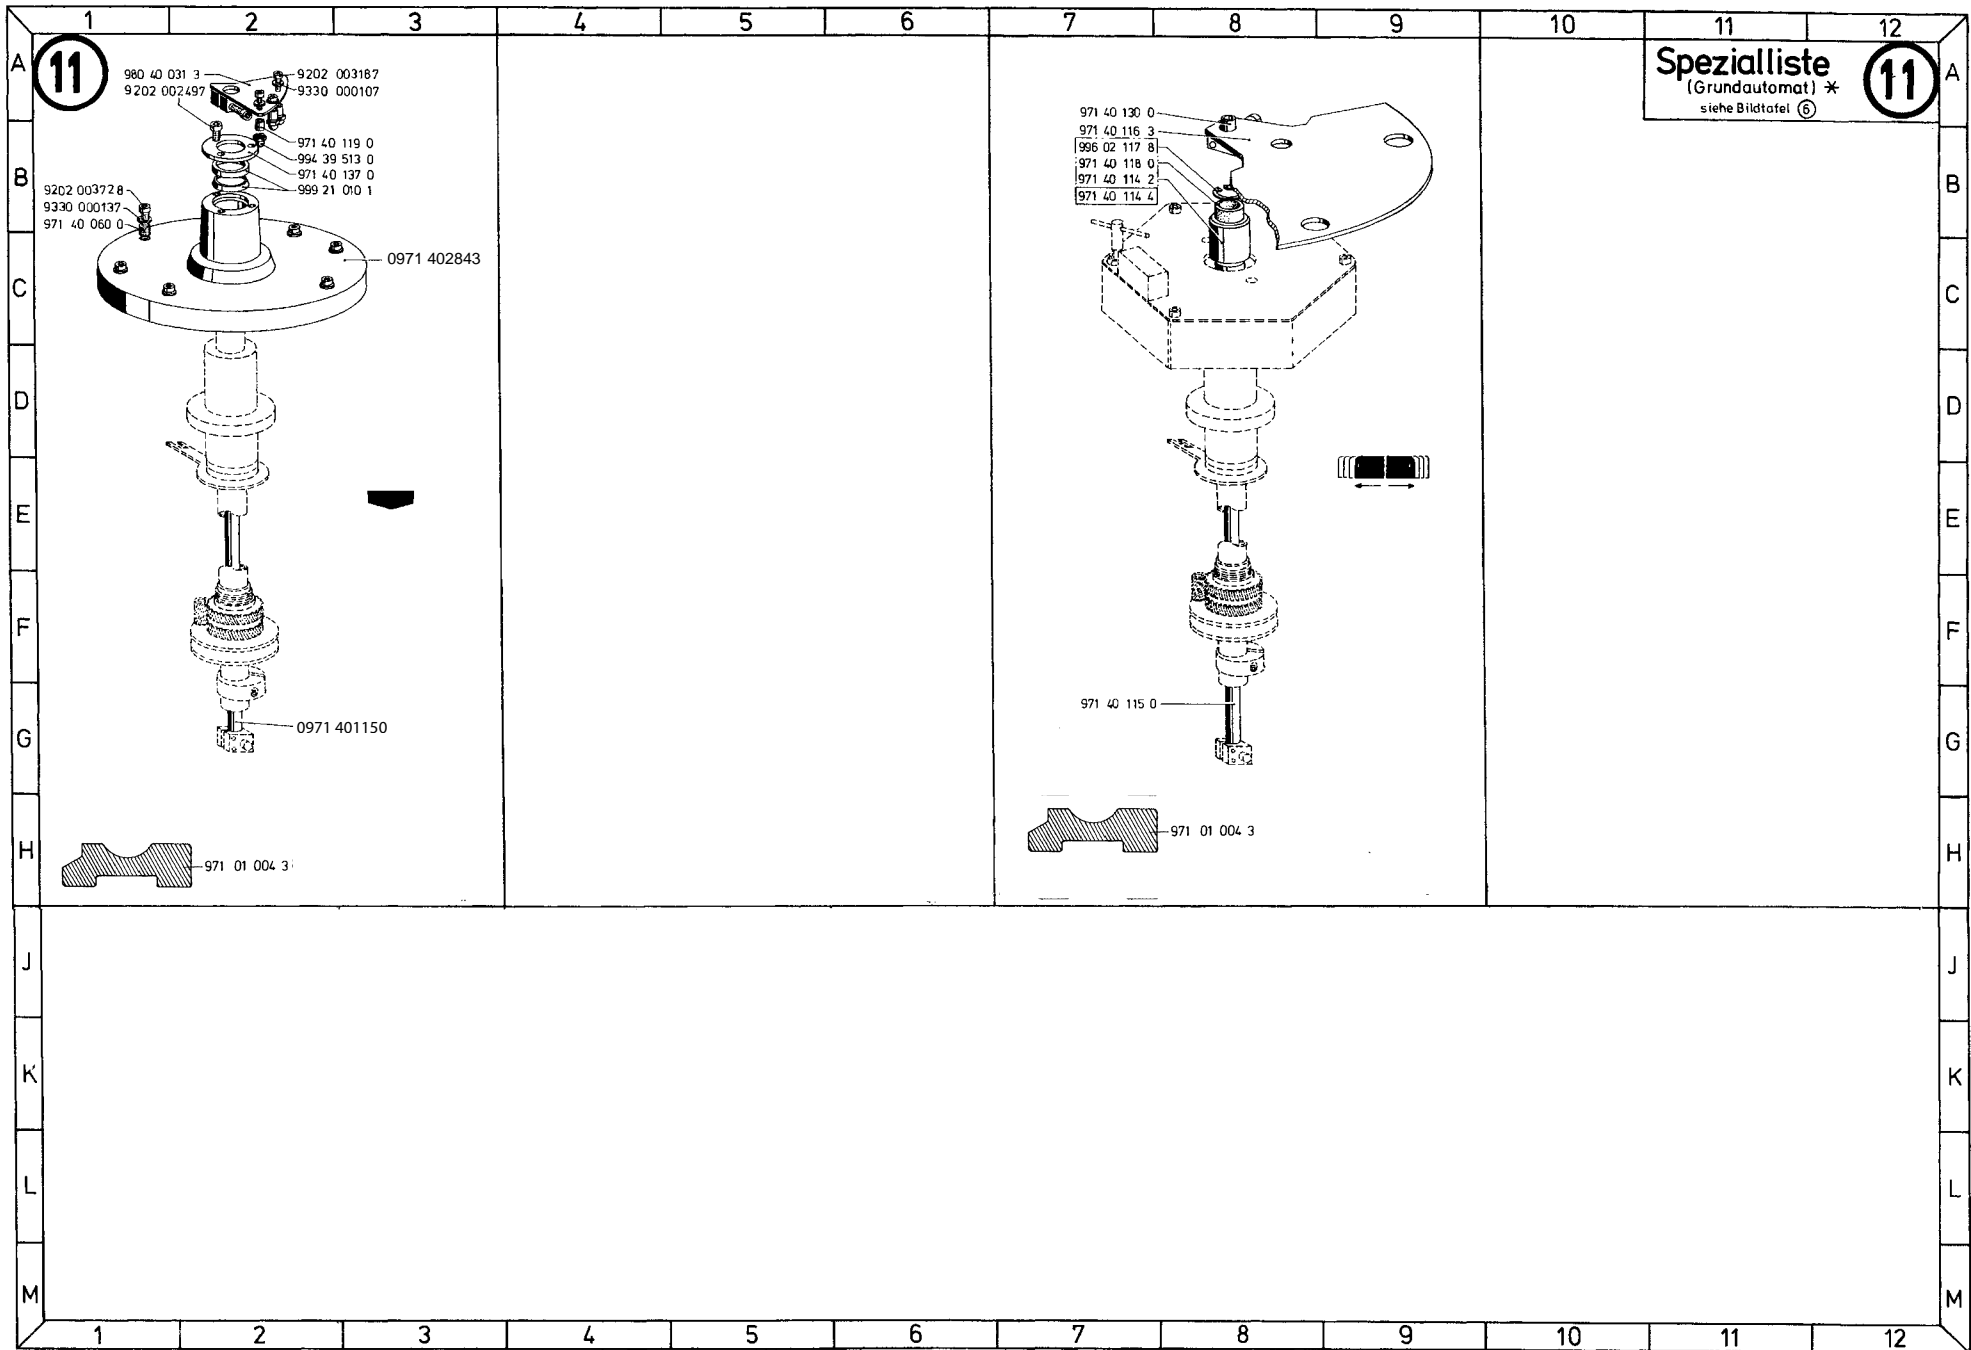 1 2 3 4 5 6 7 8 9 10 11 12
A
B
C
D
E
F
G
H
J
K
L
M
11
980 40 031 3
9202 002497
9202 003187
9330 000107
971 40 119 0
994 39 513 0
971 40 137 0
999 21 010 1
9202 003728
9330 000137
971 40 060 0
0971 402843
0971 401150
971 01 004 3
971 40 130 0
971 40 116 3
996 02 117 8
971 40 118 0
971 40 114 2
971 40 114 4
971 40 115 0
971 01 004 3
Spezialliste
(Grundautomat) *
siehe Bildtafel 6
11
A
B
C
D
E
F
G
H
J
K
L
M
1 2 3 4 5 6 7 8 9 10 11 12